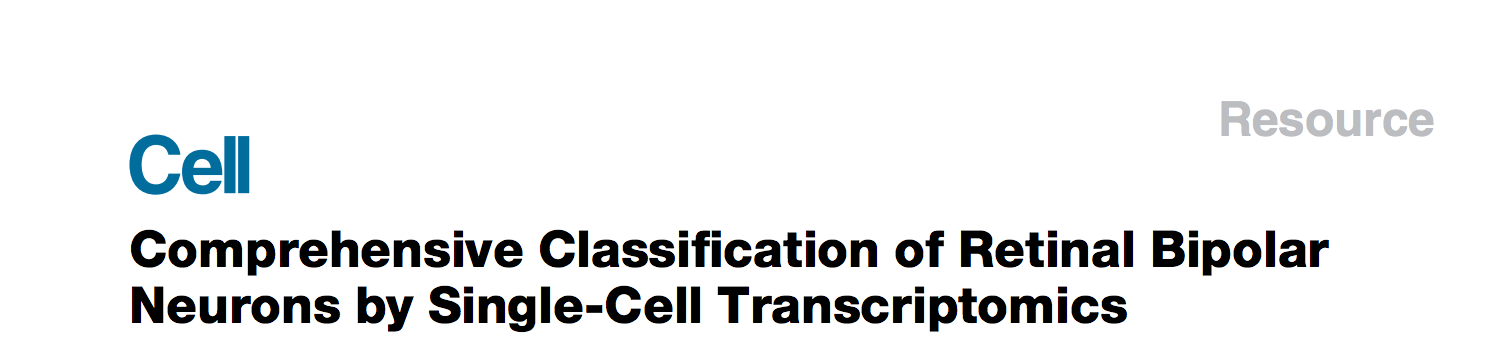 Resource
Cell
Comprehensive Classification of Retinal Bipolar
Neurons by Single-Cell Transcriptomics